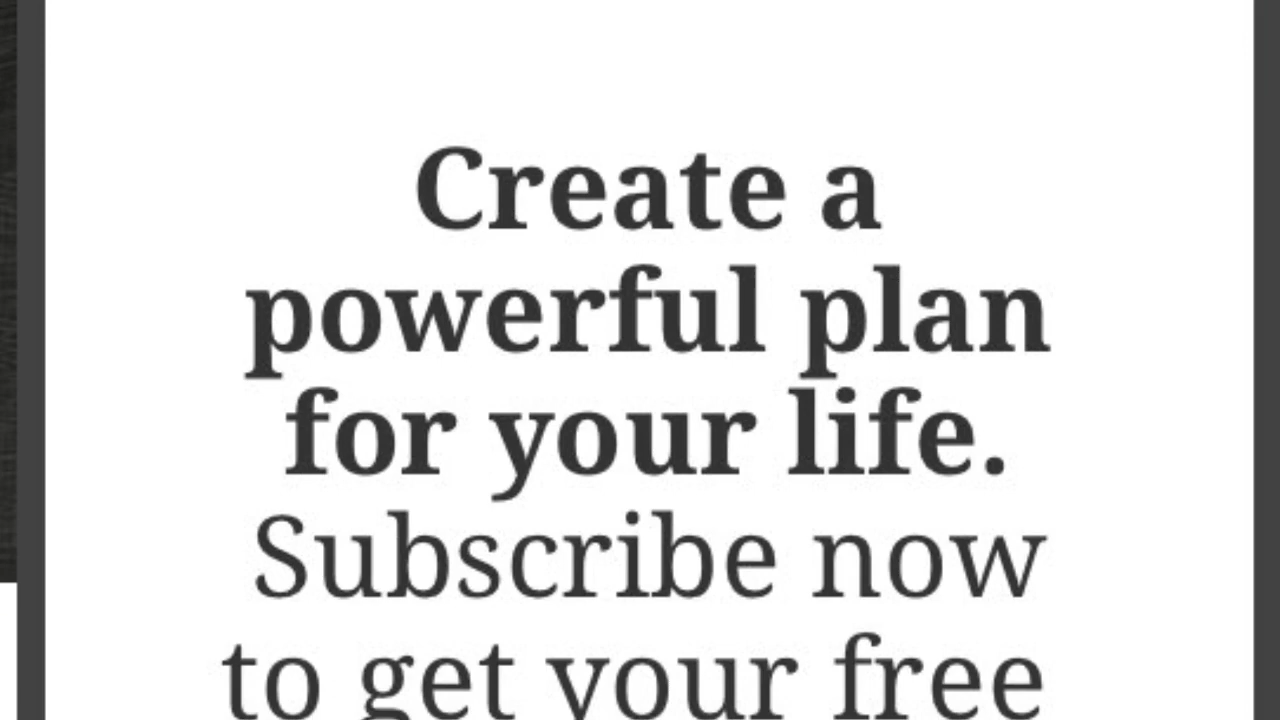 Create a
powerful plan
for your life.
Subscribe now
to get your free